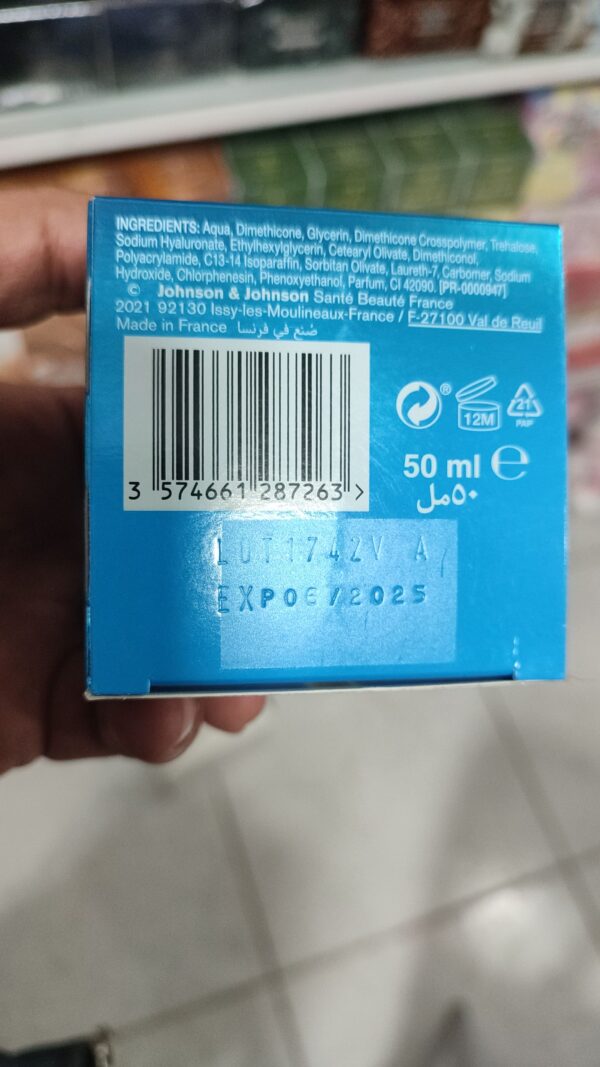 INGREDIENTS: Aqua, Dimethicone, Glycerin, Dimethicone Crosspolymer, Trehalose,
Sodium Hyaluronate, Ethylhexylglycerin, Cetearyl Olivate, Dimethiconol,
Polyacrylamide, C13-14 Isoparaffin, Sorbitan Olivate, Laureth-7, Carbomer, Sodium
Hydroxide, Chlorphenesin, Phenoxyethanol, Parfum, CI 42090. [PR-0000947]
© Johnson & Johnson Santé Beauté France
2021 92130 Issy-les-Moulineaux-France / F-27100 Val de Reuil
Made in France صُنع في فرنسا
3 574661 287263 >
®
12M
21
PAP
50 ml ℮
٥٠مل
LOT1742V A
EXP06/2025